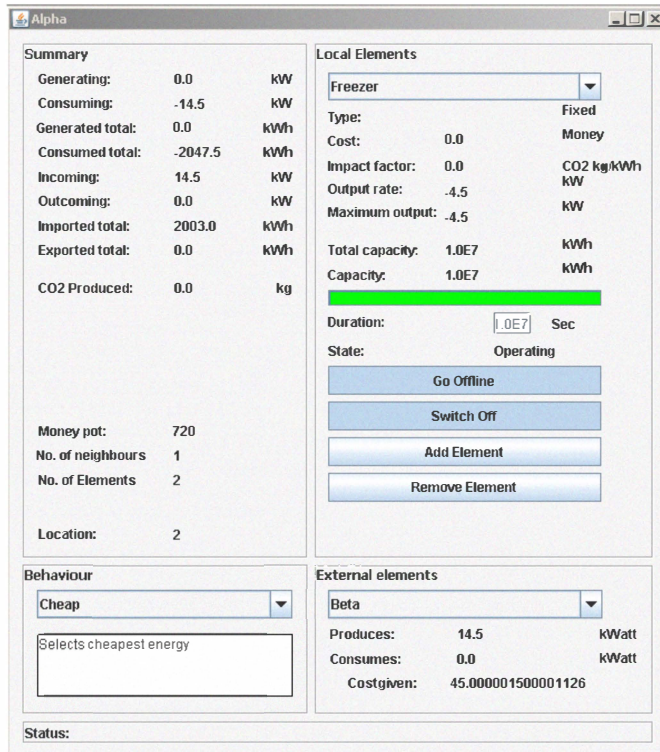 Alpha
Summary
Generating: 0.0 kW
Consuming: -14.5 kW
Generated total: 0.0 kWh
Consumed total: -2047.5 kWh
Incoming: 14.5 kW
Outcoming: 0.0 kW
Imported total: 2003.0 kWh
Exported total: 0.0 kWh
CO2 Produced: 0.0 kg
Money pot: 720
No. of neighbours 1
No. of Elements 2
Location: 2
Local Elements
Freezer
Type: Fixed
Cost: 0.0 Money
Impact factor: 0.0 CO2 kg/kWh
Output rate: -4.5 kW
Maximum output: -4.5 kW
Total capacity: 1.0E7 kWh
Capacity: 1.0E7 kWh
Duration: 1.0E7 Sec
State: Operating
Go Offline
Switch Off
Add Element
Remove Element
Behaviour
Cheap
Selects cheapest energy
External elements
Beta
Produces: 14.5 kWatt
Consumes: 0.0 kWatt
Costgiven: 45.000001500001126
Status: